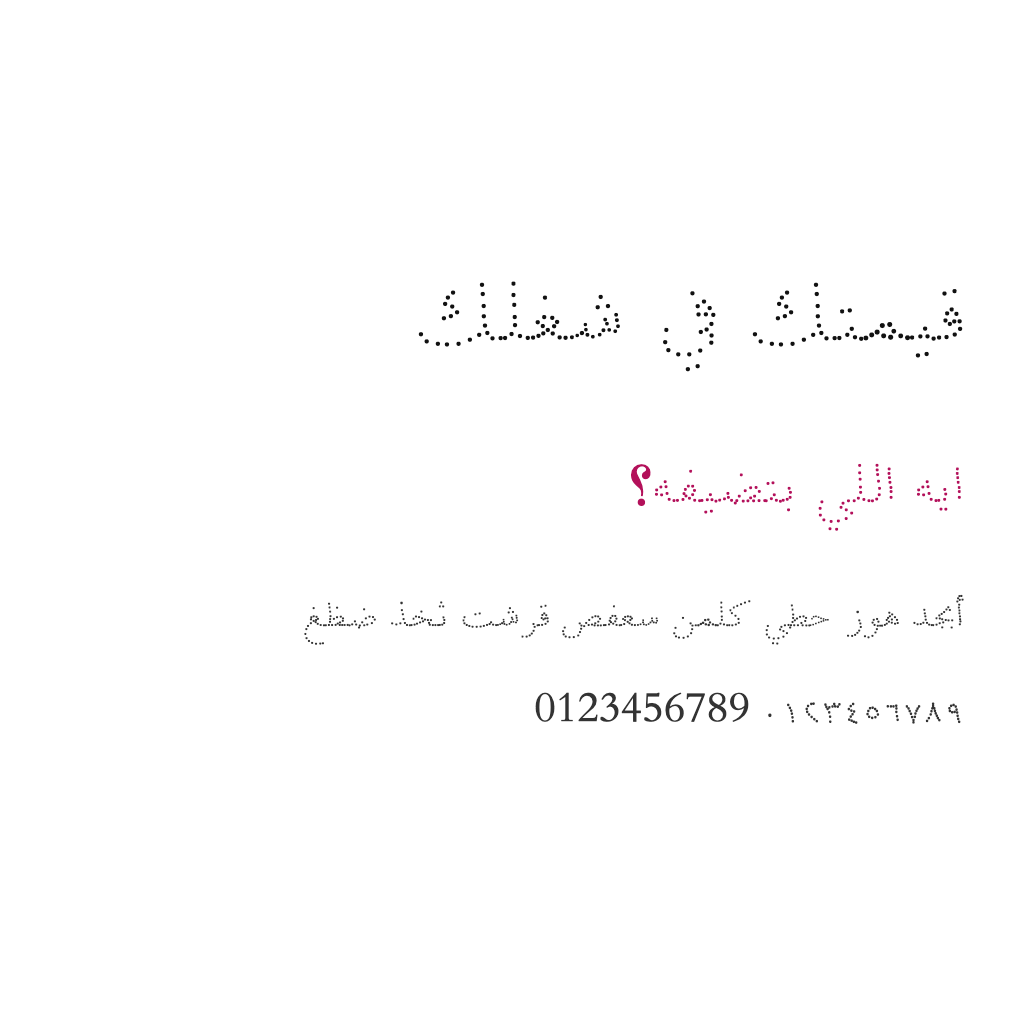 قيمتك في شغلك
ايه اللي بتضيفه؟
أبجد هوز حطي كلمن سعفص قرشت ثخذ ضظغ
٠١٢٣٤٥٦٧٨٩ 0123456789